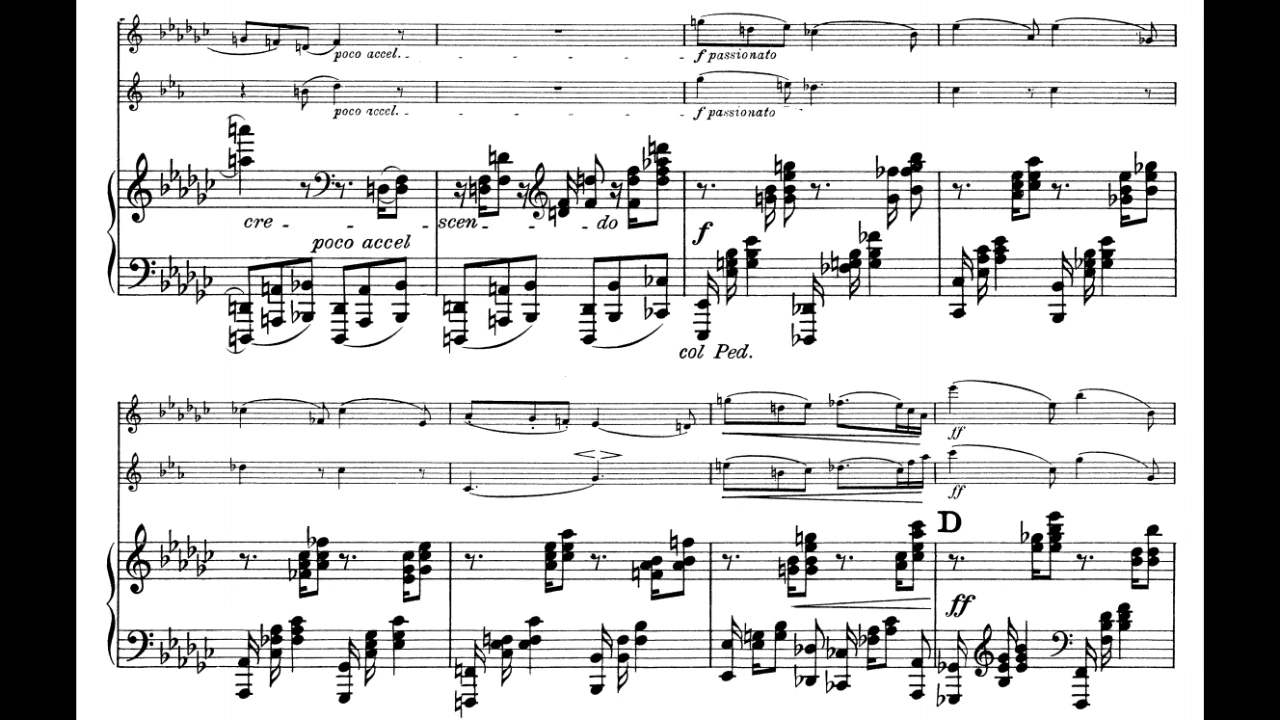 poco accel.
poco accel.
f passionato
f passionato
cre - scen - do
poco accel
f
col Ped.
ff
ff
D
ff